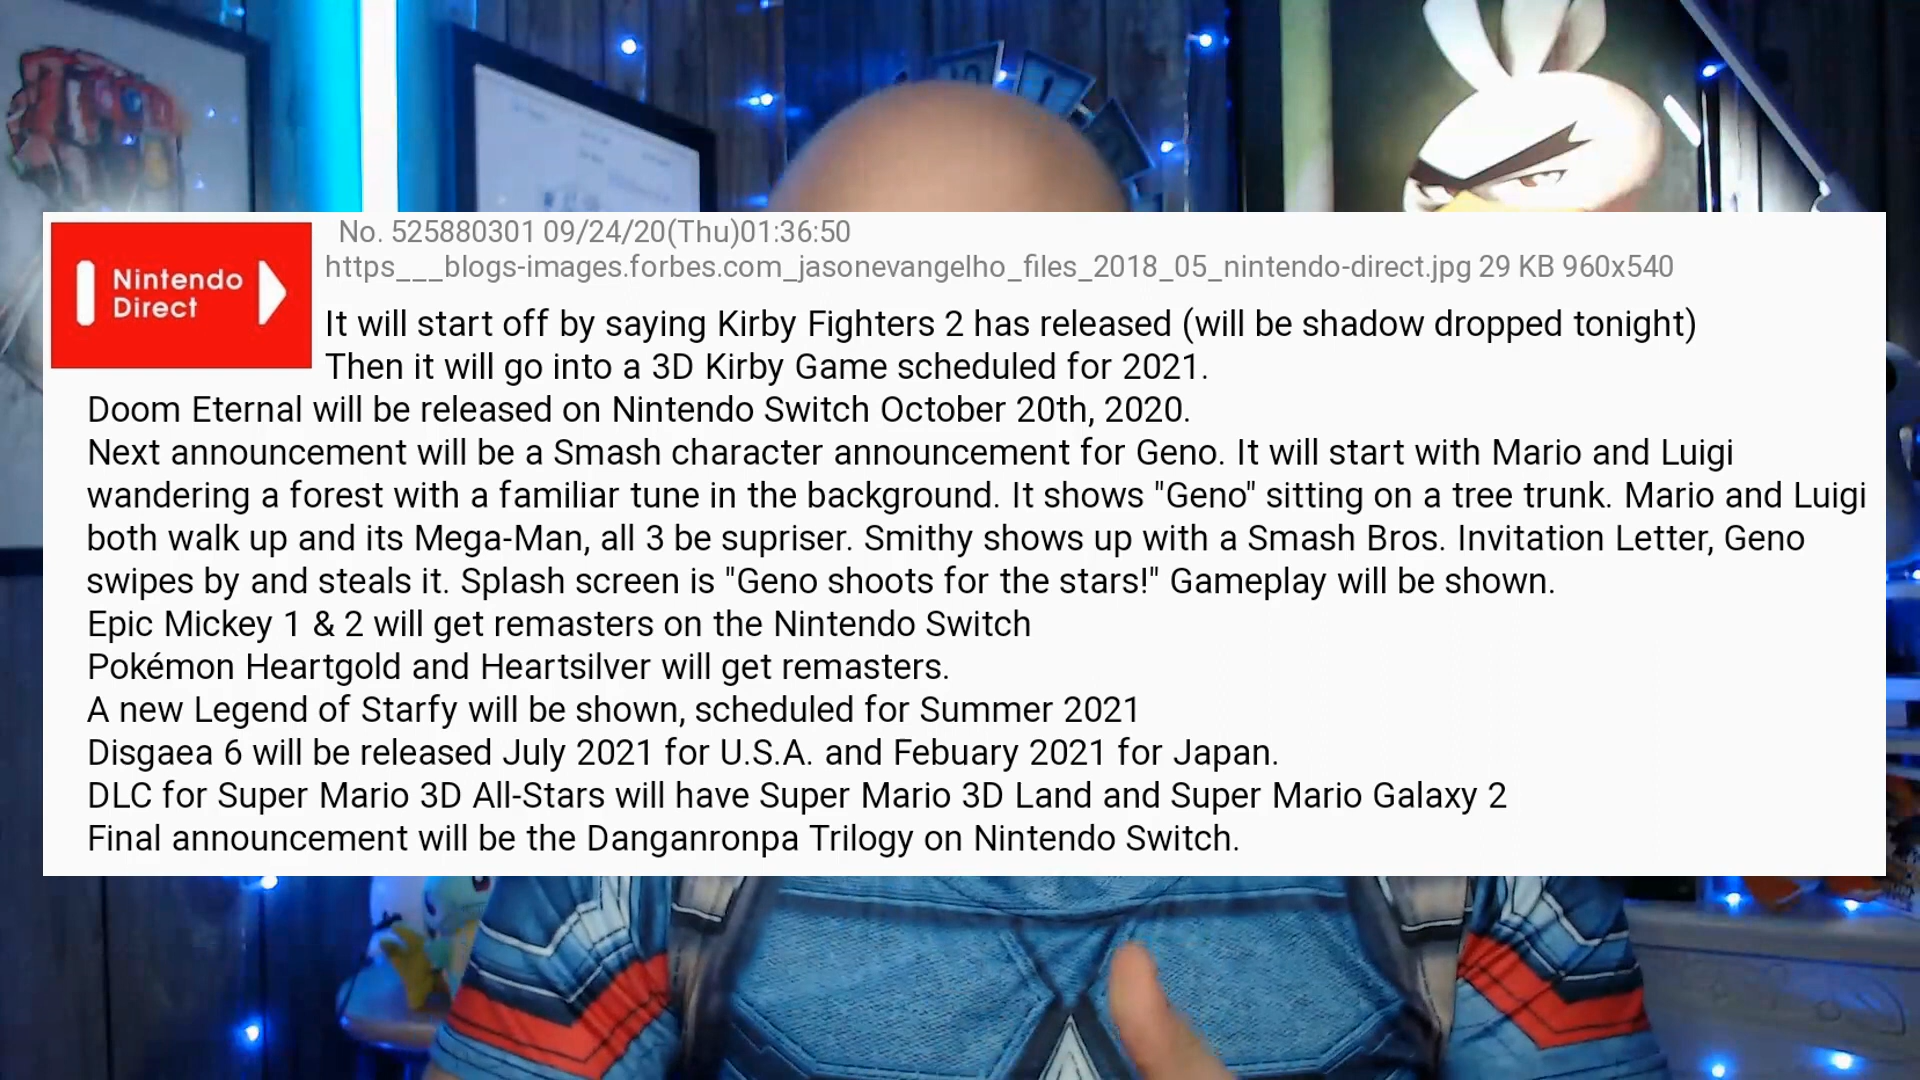 Nintendo
Direct
No. 525880301 09/24/20(Thu)01:36:50
https___blogs-images.forbes.com_jasonevangelho_files_2018_05_nintendo-direct.jpg 29 KB 960x540
It will start off by saying Kirby Fighters 2 has released (will be shadow dropped tonight)
Then it will go into a 3D Kirby Game scheduled for 2021.
Doom Eternal will be released on Nintendo Switch October 20th, 2020.
Next announcement will be a Smash character announcement for Geno. It will start with Mario and Luigi
wandering a forest with a familiar tune in the background. It shows "Geno" sitting on a tree trunk. Mario and Luigi
both walk up and its Mega-Man, all 3 be supriser. Smithy shows up with a Smash Bros. Invitation Letter, Geno
swipes by and steals it. Splash screen is "Geno shoots for the stars!" Gameplay will be shown.
Epic Mickey 1 & 2 will get remasters on the Nintendo Switch
Pokémon Heartgold and Heartsilver will get remasters.
A new Legend of Starfy will be shown, scheduled for Summer 2021
Disgaea 6 will be released July 2021 for U.S.A. and Febuary 2021 for Japan.
DLC for Super Mario 3D All-Stars will have Super Mario 3D Land and Super Mario Galaxy 2
Final announcement will be the Danganronpa Trilogy on Nintendo Switch.